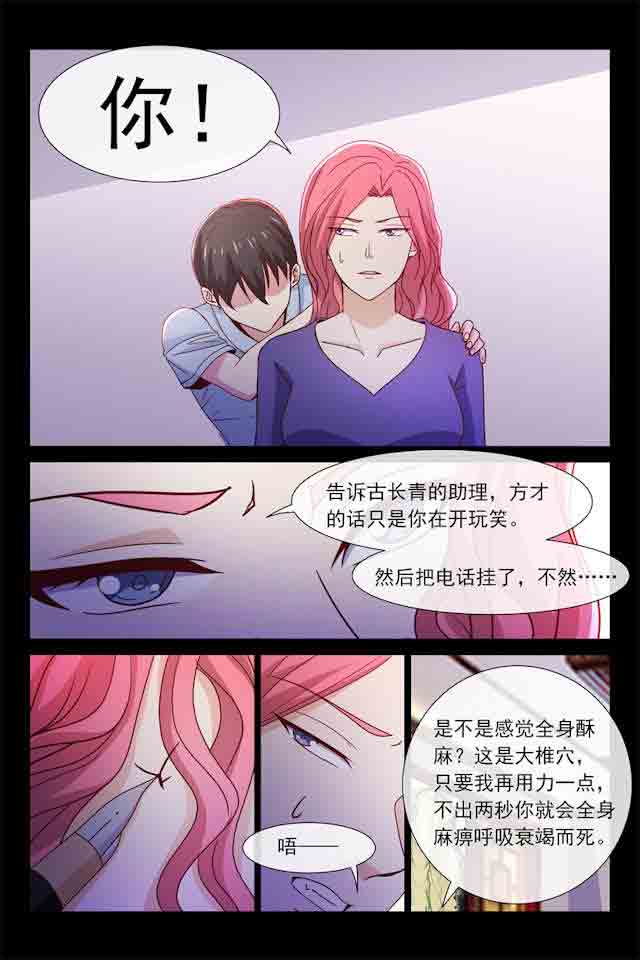 你！
告诉古长青的助理，方才
的话只是你在开玩笑。
然后把电话挂了，不然……
唔——
是不是感觉全身酥
麻？这是大椎穴，
只要我再用力一点，
不出两秒你就会全身
麻痹呼吸衰竭而死。